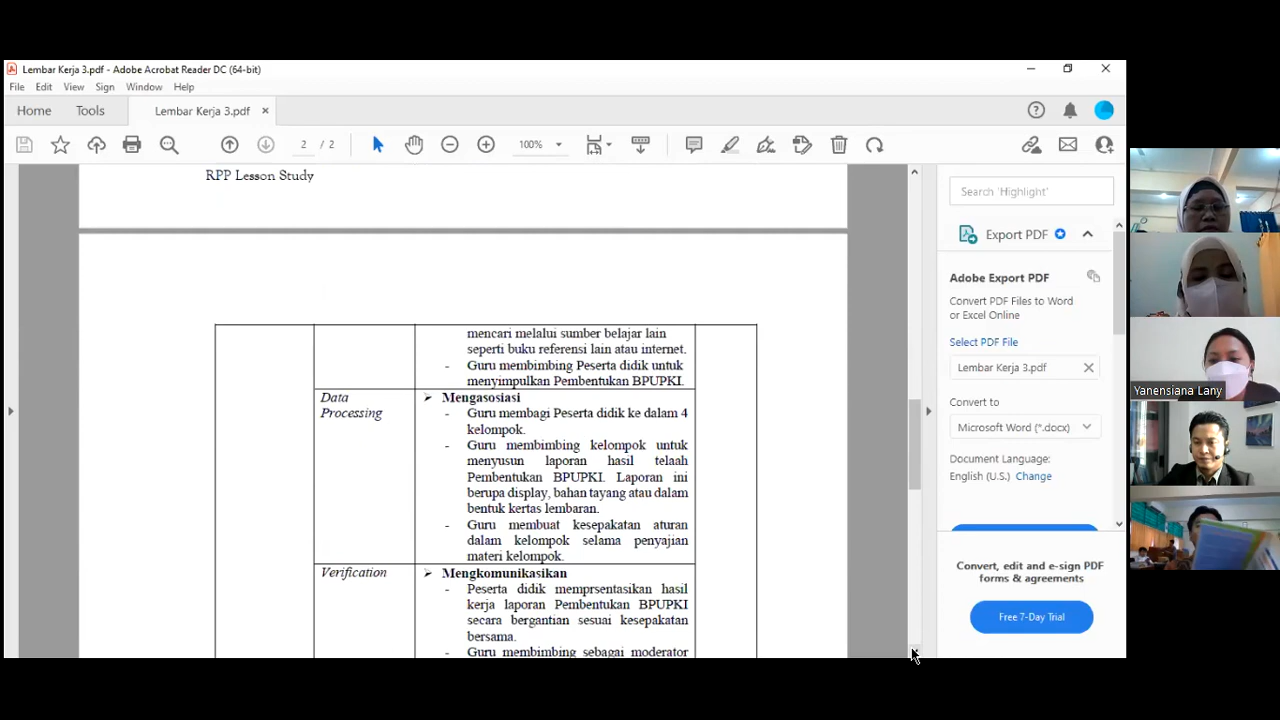 Lembar Kerja 3.pdf - Adobe Acrobat Reader DC (64-bit)
File Edit View Sign Window Help
Home Tools Lembar Kerja 3.pdf ×
2 / 2 100%
RPP Lesson Study
mencari melalui sumber belajar lain
seperti buku referensi lain atau internet.
- Guru membimbing Peserta didik untuk
menyimpulkan Pembentukan BPUPKI.
Data
Processing
➢ Mengasosiasi
- Guru membagi Peserta didik ke dalam 4
kelompok.
- Guru membimbing kelompok untuk
menyusun laporan hasil telaah
Pembentukan BPUPKI. Laporan ini
berupa display, bahan tayang atau dalam
bentuk kertas lembaran.
- Guru membuat kesepakatan aturan
dalam kelompok selama penyajian
materi kelompok.
Verification
➢ Mengkomunikasikan
- Peserta didik memprsentasikan hasil
kerja laporan Pembentukan BPUPKI
secara bergantian sesuai kesepakatan
bersama.
- Guru membimbing sebagai moderator
Search 'Highlight'
Export PDF
Adobe Export PDF
Convert PDF Files to Word
or Excel Online
Select PDF File
Lembar Kerja 3.pdf
Convert to
Microsoft Word (*.docx)
Document Language:
English (U.S.) Change
Convert, edit and e-sign PDF
forms & agreements
Free 7-Day Trial
Yanensiana Lany